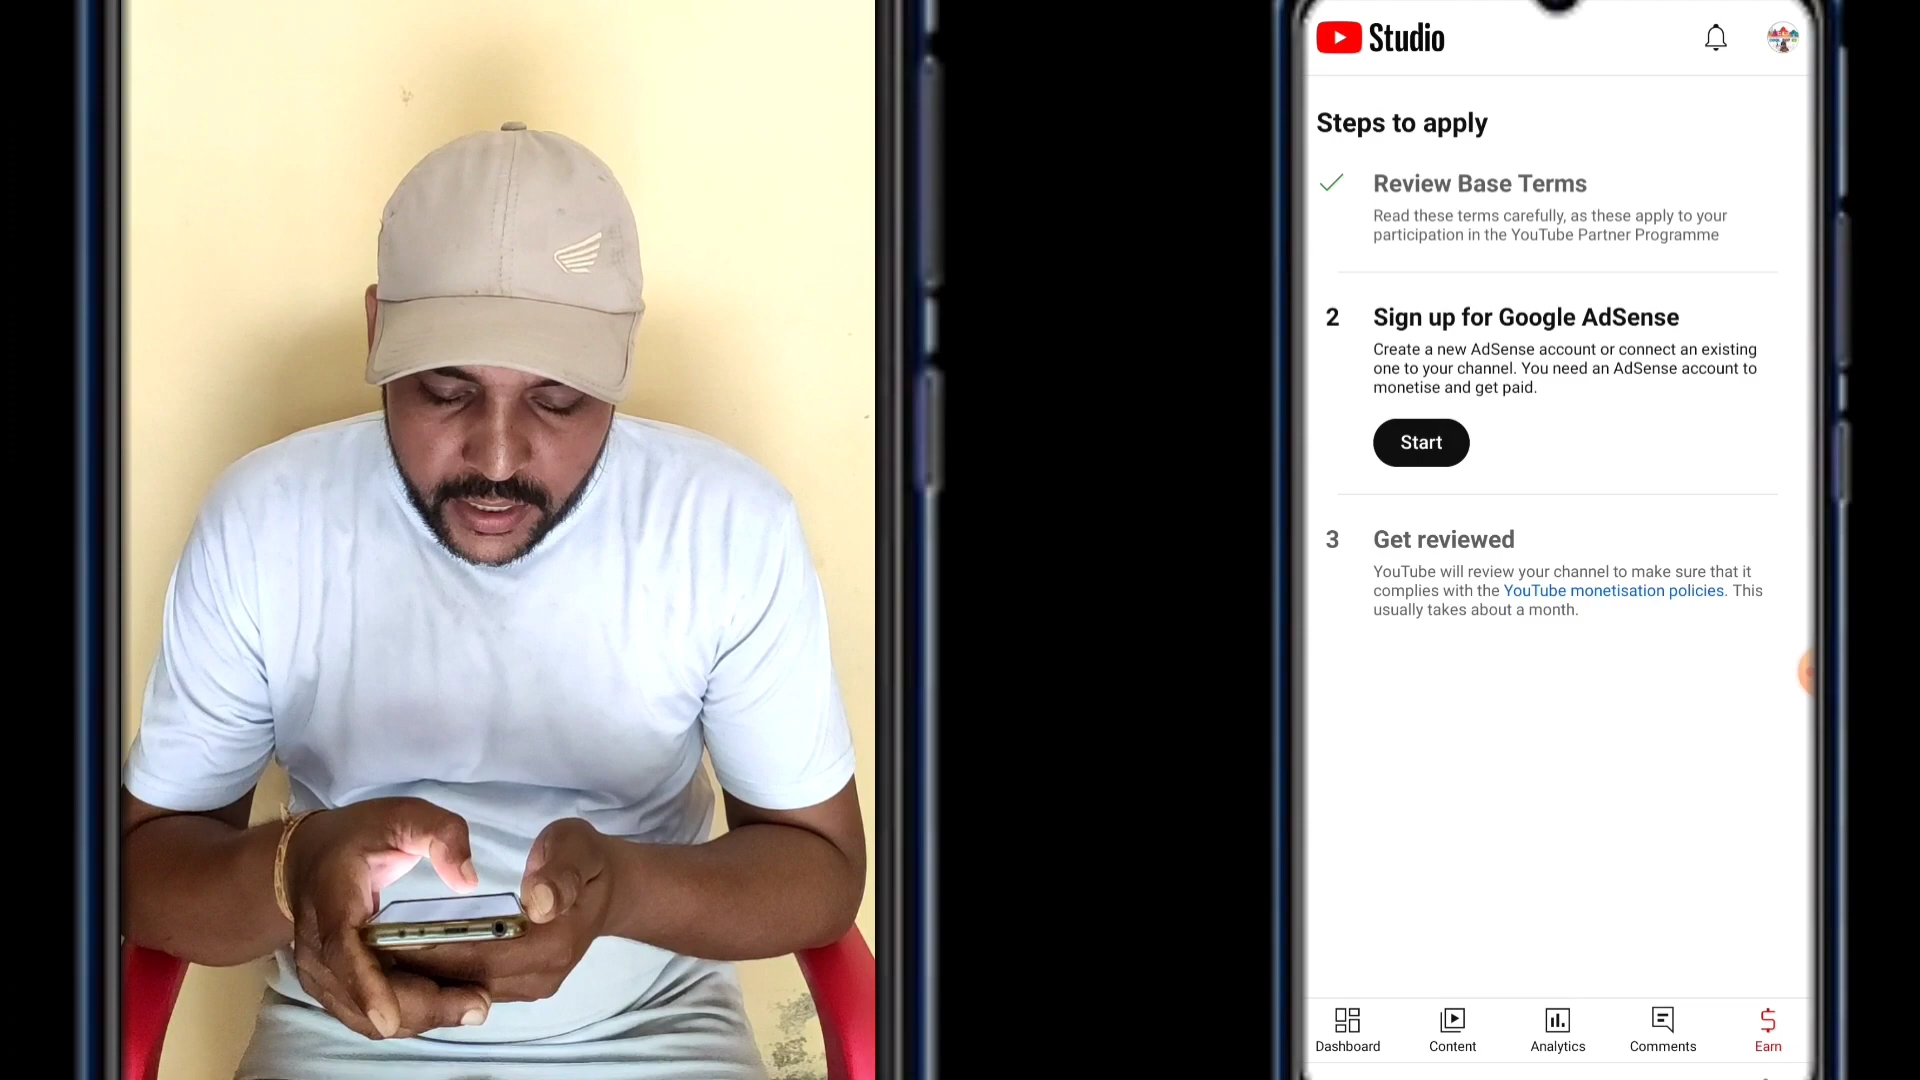 Studio
Steps to apply
Review Base Terms
Read these terms carefully, as these apply to your
participation in the YouTube Partner Programme
2 Sign up for Google AdSense
Create a new AdSense account or connect an existing
one to your channel. You need an AdSense account to
monetise and get paid.
Start
3 Get reviewed
YouTube will review your channel to make sure that it
complies with the YouTube monetisation policies. This
usually takes about a month.
Dashboard Content Analytics Comments Earn